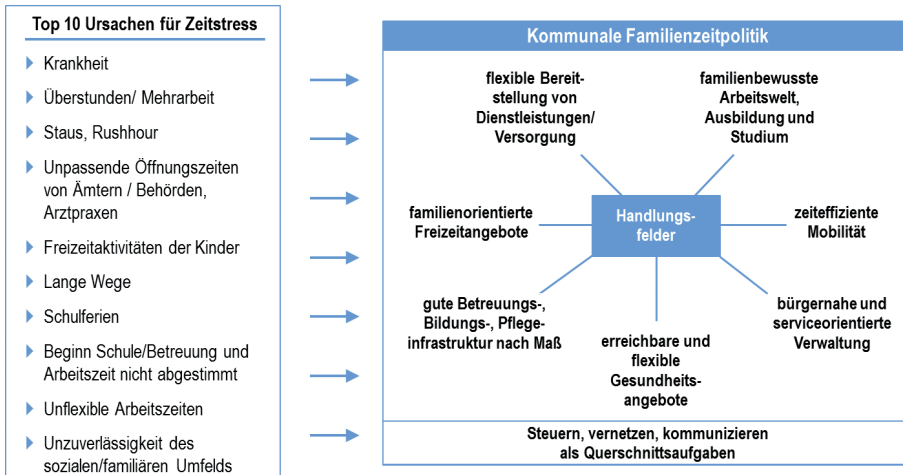 Top 10 Ursachen für Zeitstress
Krankheit
Überstunden/ Mehrarbeit
Staus, Rushhour
Unpassende Öffnungszeiten
von Ämtern / Behörden,
Arztpraxen
Freizeitaktivitäten der Kinder
Lange Wege
Schulferien
Beginn Schule/Betreuung und
Arbeitszeit nicht abgestimmt
Unflexible Arbeitszeiten
Unzuverlässigkeit des
sozialen/familiären Umfelds
Kommunale Familienzeitpolitik
flexible Bereit-
stellung von
Dienstleistungen/
Versorgung
familienbewusste
Arbeitswelt,
Ausbildung und
Studium
familienorientierte
Freizeitangebote
Handlungs-
felder
zeiteffiziente
Mobilität
gute Betreuungs-,
Bildungs-, Pflege-
infrastruktur nach Maß
erreichbare und
flexible
Gesundheits-
angebote
bürgernahe und
serviceorientierte
Verwaltung
Steuern, vernetzen, kommunizieren
als Querschnittsaufgaben